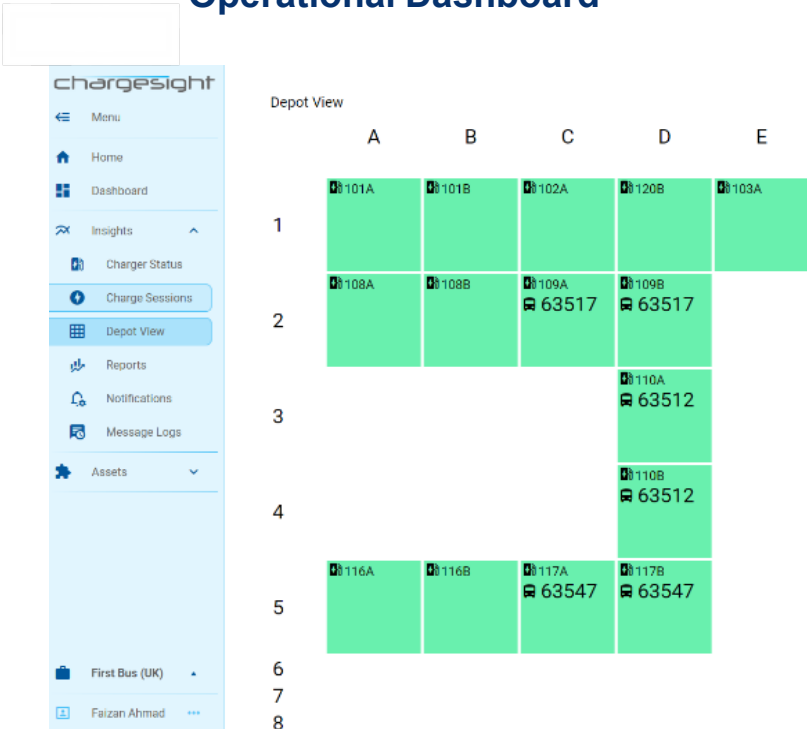 Operational Dashboard
chargesight
Menu
Home
Dashboard
Insights
Charger Status
Charge Sessions
Depot View
Reports
Notifications
Message Logs
Assets
First Bus (UK)
Faizan Ahmad
Depot View
A B C D E
1
101A 101B 102A 120B 103A
2
108A 108B 109A 109B
63517 63517
3
110A
63512
4
110B
63512
5
116A 116B 117A 117B
63547 63547
6
7
8